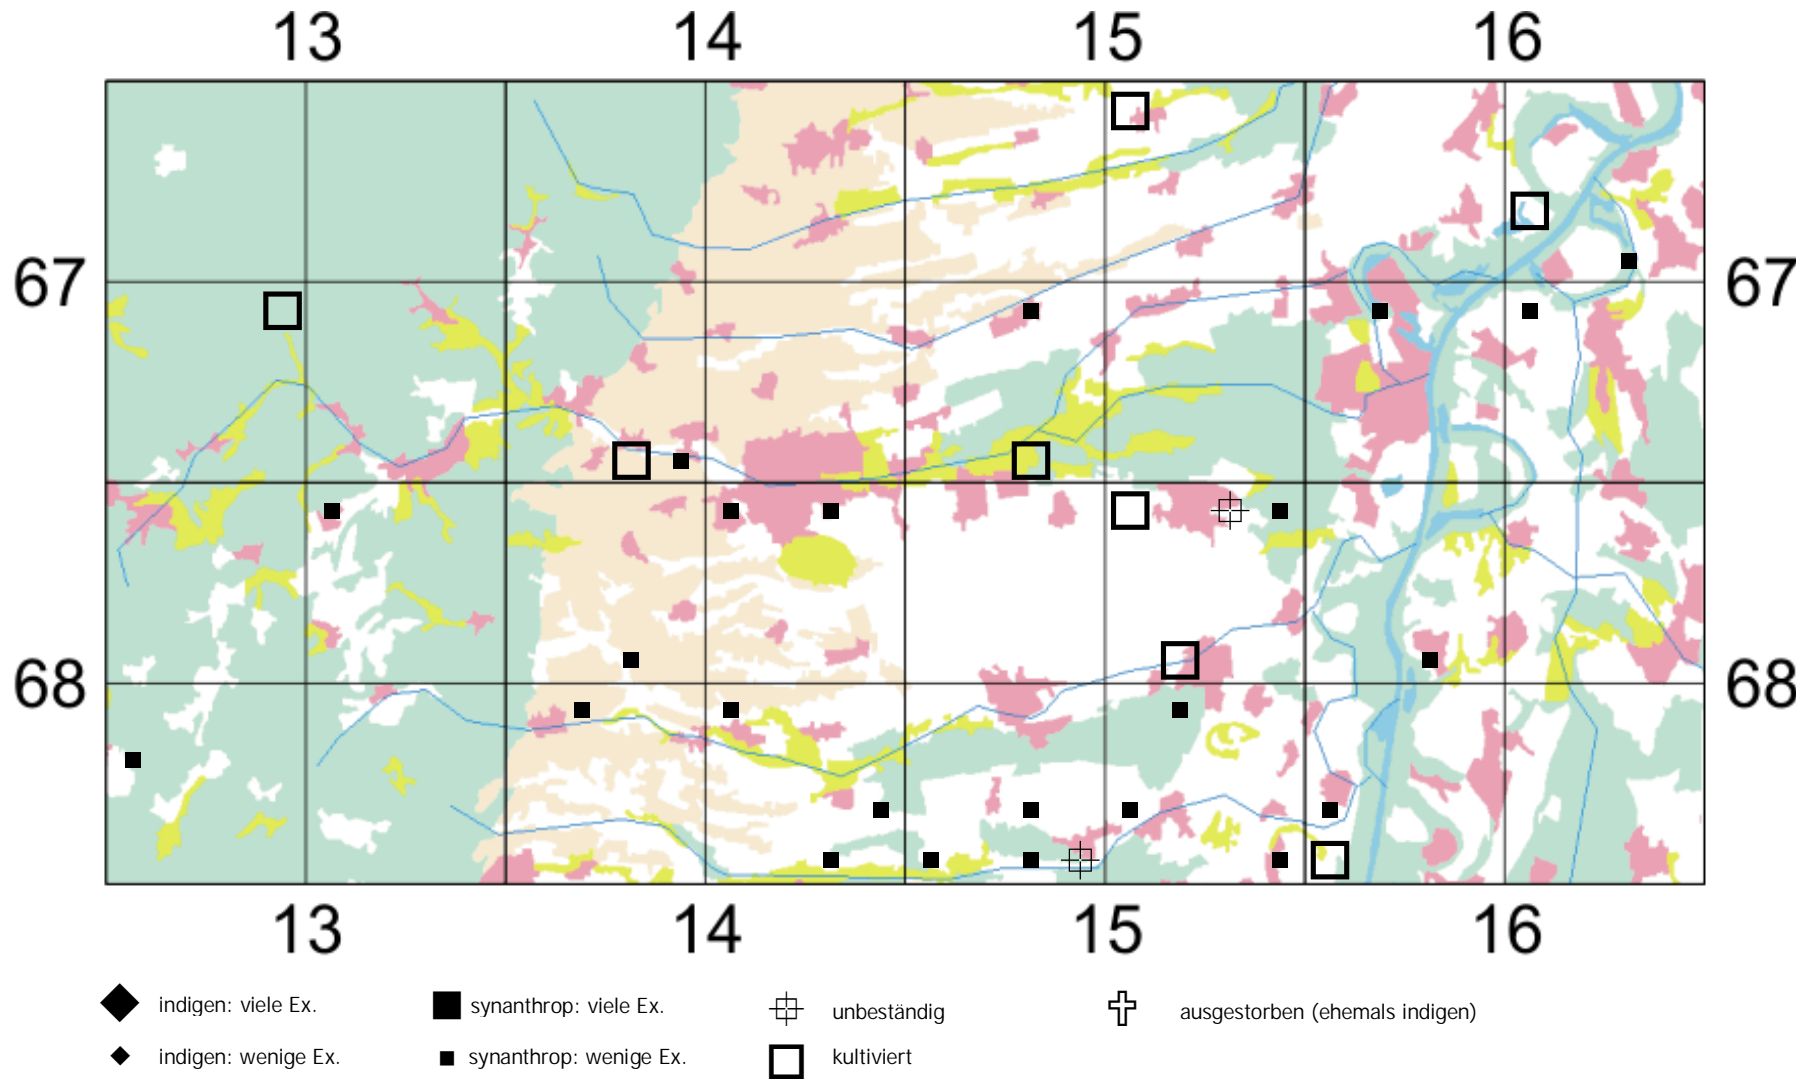 13 14 15 16
67 67
68 68
13 14 15 16
indigen: viele Ex. synanthrop: viele Ex. unbeständig ausgestorben (ehemals indigen)
indigen: wenige Ex. synanthrop: wenige Ex. kultiviert